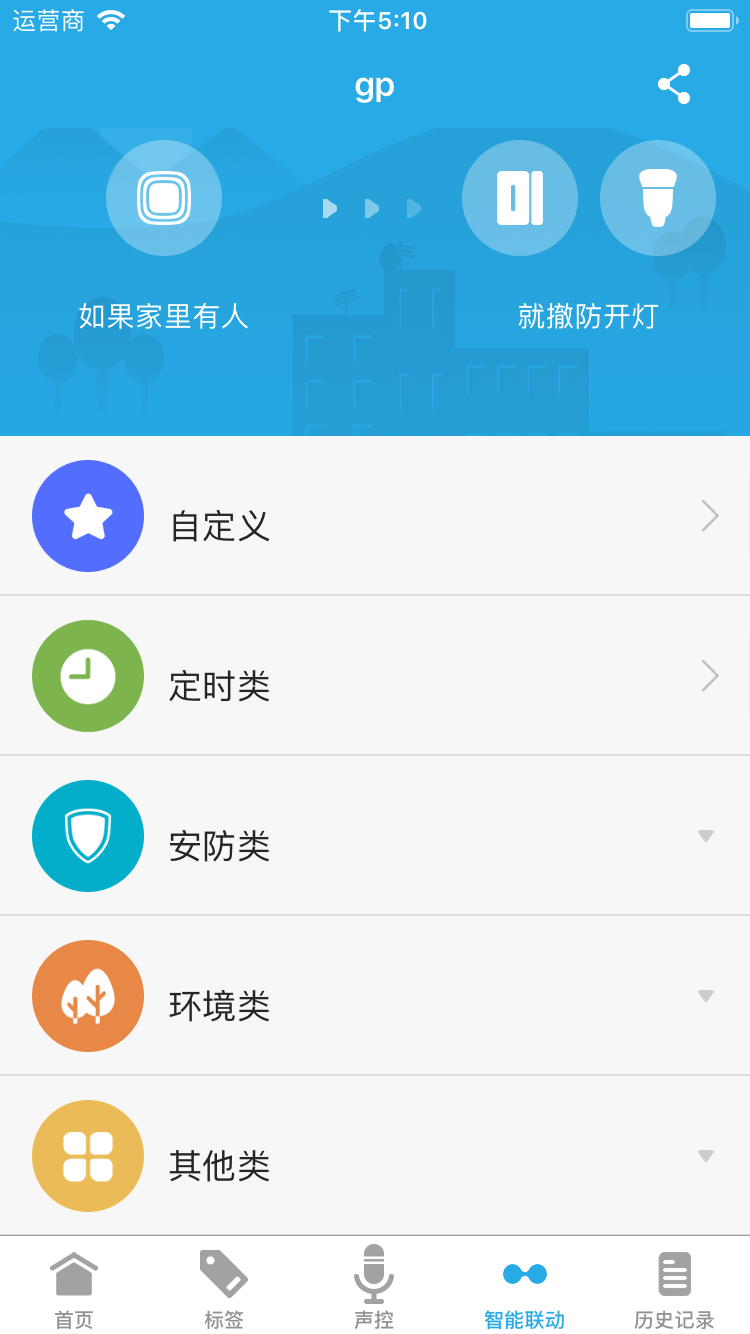 运营商 下午5:10
gp
如果家里有人 就撤防开灯
自定义
定时类
安防类
环境类
其他类
首页 标签 声控 智能联动 历史记录